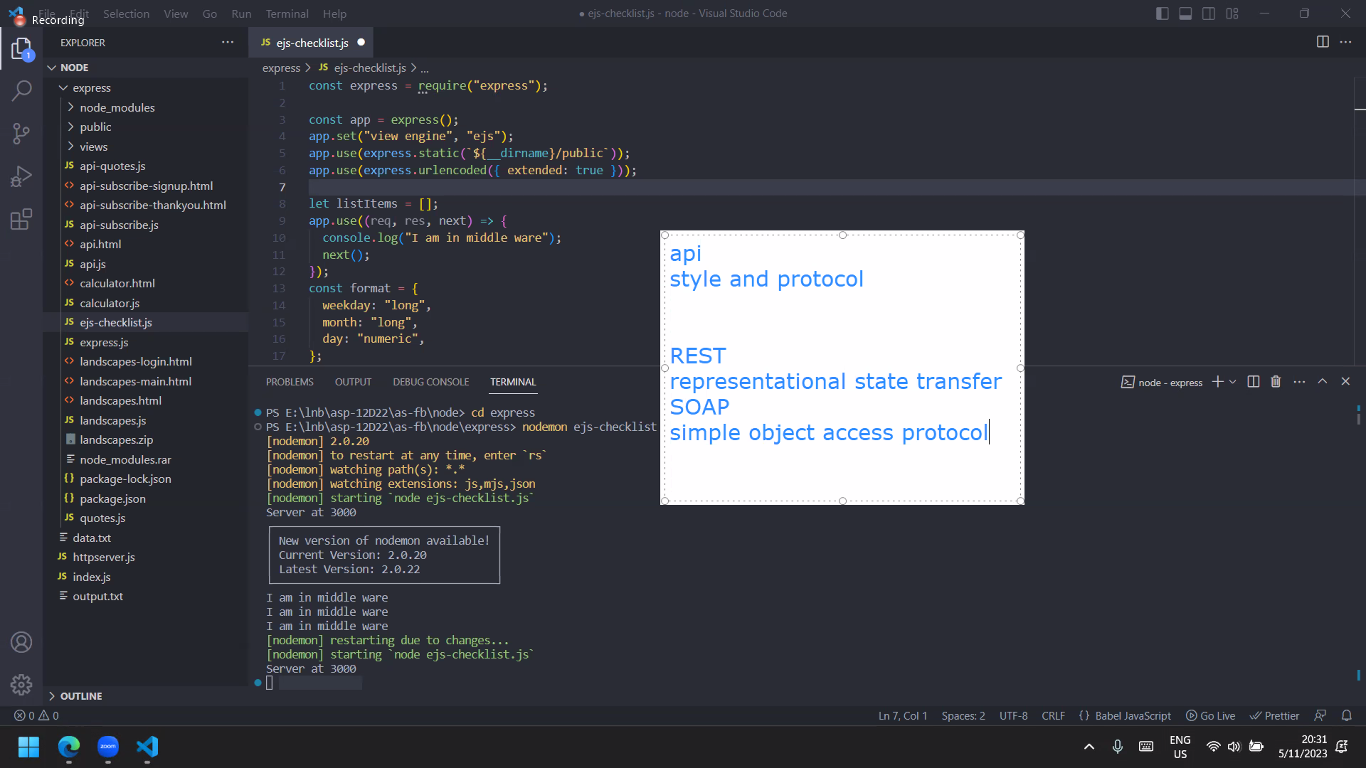 Recording
File Edit Selection View Go Run Terminal Help
● ejs-checklist.js - node - Visual Studio Code
EXPLORER
1
NODE
express
node_modules
public
views
JS api-quotes.js
<> api-subscribe-signup.html
<> api-subscribe-thankyou.html
JS api-subscribe.js
<> api.html
JS api.js
<> calculator.html
JS calculator.js
JS ejs-checklist.js
JS express.js
<> landscapes-login.html
<> landscapes-main.html
<> landscapes.html
JS landscapes.js
landscapes.zip
node_modules.rar
{} package-lock.json
{} package.json
JS quotes.js
data.txt
JS httpserver.js
JS index.js
output.txt
OUTLINE
JS ejs-checklist.js ●
express > JS ejs-checklist.js > ...
1 const express = require("express");
2
3 const app = express();
4 app.set("view engine", "ejs");
5 app.use(express.static(`${__dirname}/public`));
6 app.use(express.urlencoded({ extended: true }));
7
8 let listItems = [];
9 app.use((req, res, next) => {
10 console.log("I am in middle ware");
11 next();
12 });
13 const format = {
14 weekday: "long",
15 month: "long",
16 day: "numeric",
17 };
api
style and protocol
REST
representational state transfer
SOAP
simple object access protocol
PROBLEMS OUTPUT DEBUG CONSOLE TERMINAL
node - express
PS E:\lnb\asp-12D22\as-fb\node> cd express
PS E:\lnb\asp-12D22\as-fb\node\express> nodemon ejs-checklist
[nodemon] 2.0.20
[nodemon] to restart at any time, enter `rs`
[nodemon] watching path(s): *.*
[nodemon] watching extensions: js,mjs,json
[nodemon] starting `node ejs-checklist.js`
Server at 3000
New version of nodemon available!
Current Version: 2.0.20
Latest Version: 2.0.22
I am in middle ware
I am in middle ware
I am in middle ware
[nodemon] restarting due to changes...
[nodemon] starting `node ejs-checklist.js`
Server at 3000
0 0
Ln 7, Col 1 Spaces: 2 UTF-8 CRLF {} Babel JavaScript Go Live Prettier
zoom
ENG
US
20:31
5/11/2023